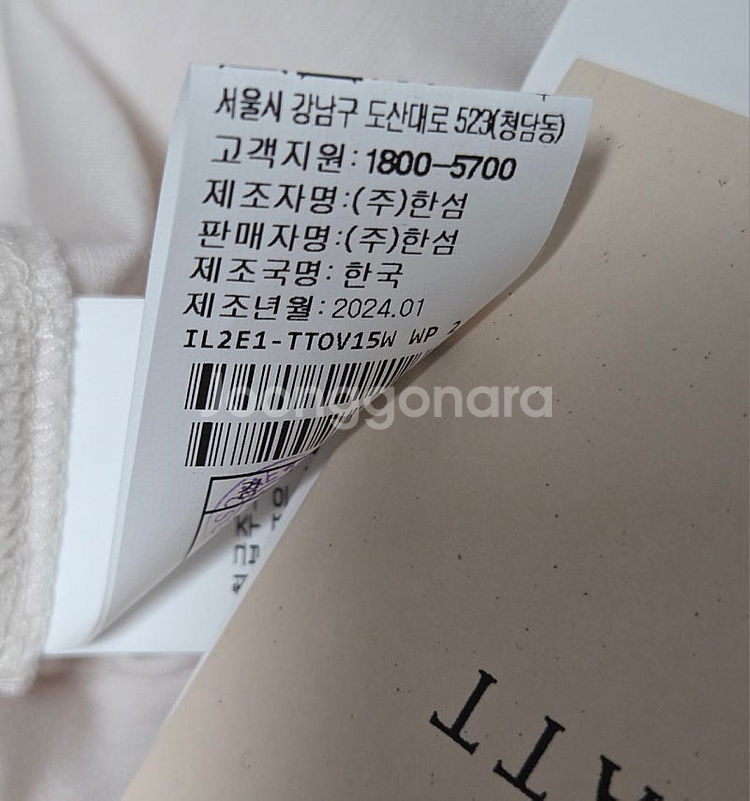 서울시 강남구 도산대로 523(청담동)
고객지원:1800-5700
제조자명:(주)한섬
판매자명:(주)한섬
제조국명: 한국
제조년월: 2024.01
IL2E1-TTOV15W WP 2
Joonggonara